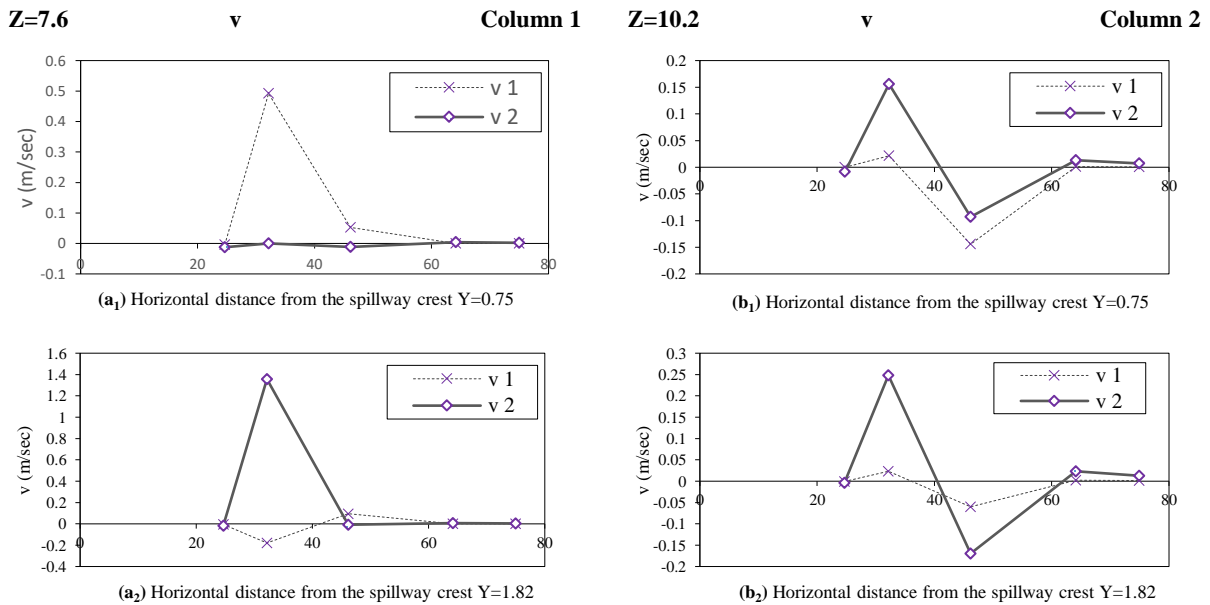 Z=7.6 v Column 1
Z=10.2 v Column 2
0.6
0.5
0.4
0.3
0.2
0.1
0
-0.1
v (m/sec)
0 20 40 60 80
v 1
v 2
(a1) Horizontal distance from the spillway crest Y=0.75
0.2
0.15
0.1
0.05
0
-0.05
-0.1
-0.15
-0.2
v (m/sec)
0 20 40 60 80
v 1
v 2
(b1) Horizontal distance from the spillway crest Y=0.75
1.6
1.4
1.2
1
0.8
0.6
0.4
0.2
0
-0.2
-0.4
v (m/sec)
0 20 40 60 80
v 1
v 2
(a2) Horizontal distance from the spillway crest Y=1.82
0.3
0.25
0.2
0.15
0.1
0.05
0
-0.05
-0.1
-0.15
-0.2
v (m/sec)
0 20 40 60 80
v 1
v 2
(b2) Horizontal distance from the spillway crest Y=1.82